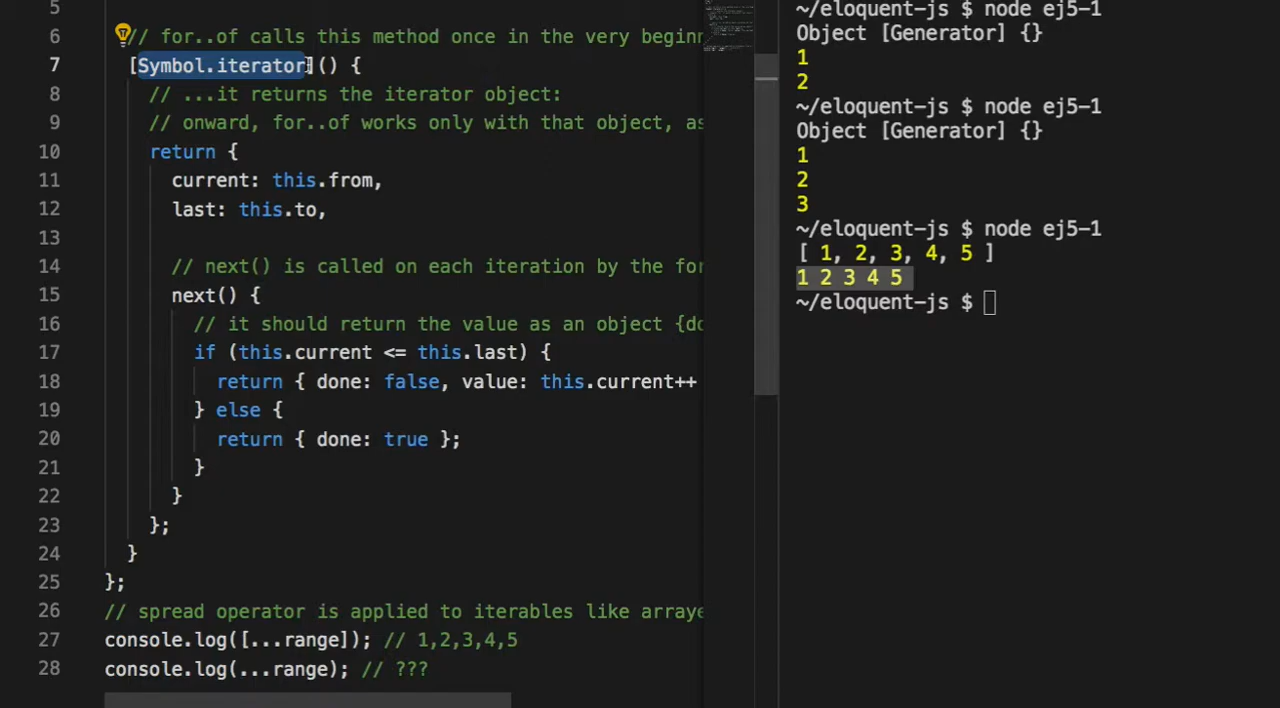 5
6 // for..of calls this method once in the very beginn
7 [Symbol.iterator]() {
8 // ...it returns the iterator object:
9 // onward, for..of works only with that object, as
10 return {
11 current: this.from,
12 last: this.to,
13
14 // next() is called on each iteration by the for
15 next() {
16 // it should return the value as an object {do
17 if (this.current <= this.last) {
18 return { done: false, value: this.current++
19 } else {
20 return { done: true };
21 }
22 }
23 };
24 }
25 };
26 // spread operator is applied to iterables like arraye
27 console.log([...range]); // 1,2,3,4,5
28 console.log(...range); // ???
~/eloquent-js $ node ej5-1
Object [Generator] {}
1
2
~/eloquent-js $ node ej5-1
Object [Generator] {}
1
2
3
~/eloquent-js $ node ej5-1
[ 1, 2, 3, 4, 5 ]
1 2 3 4 5
~/eloquent-js $